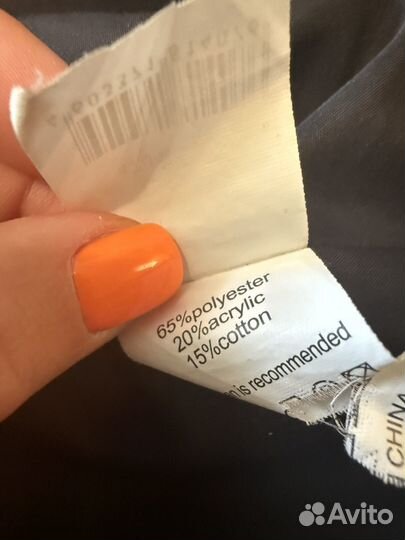 65%polyester
20%acrylic
15%cotton
is recommended
CHINA
Avito